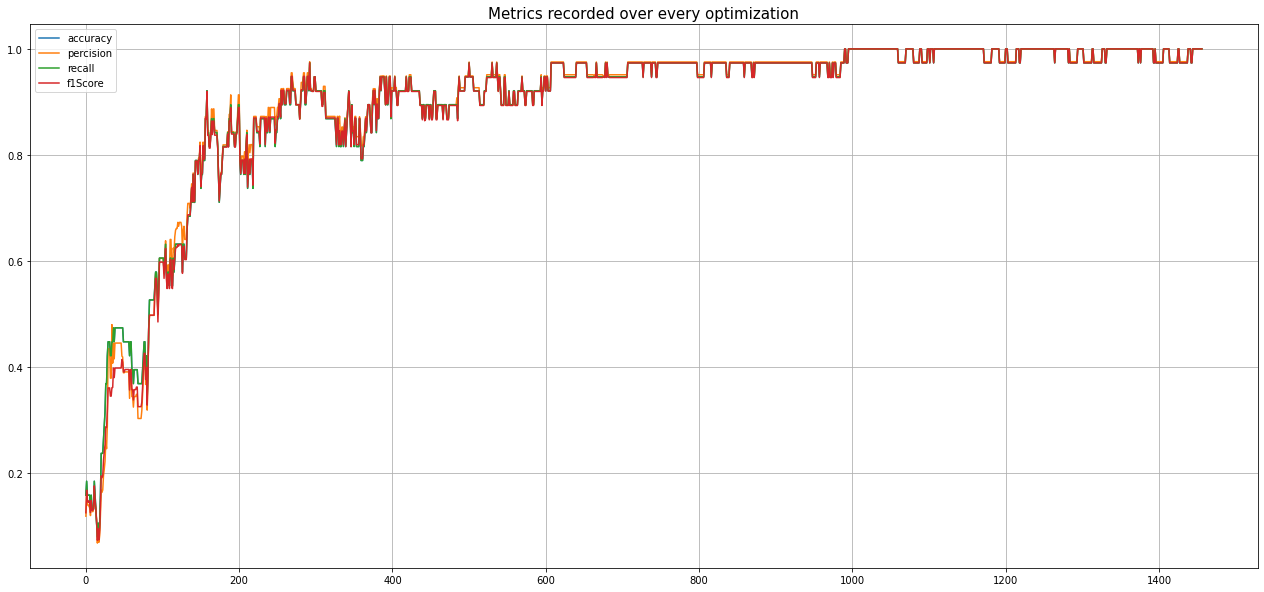 Metrics recorded over every optimization
accuracy
percision
recall
f1Score
1.0
0.8
0.6
0.4
0.2
0 200 400 600 800 1000 1200 1400